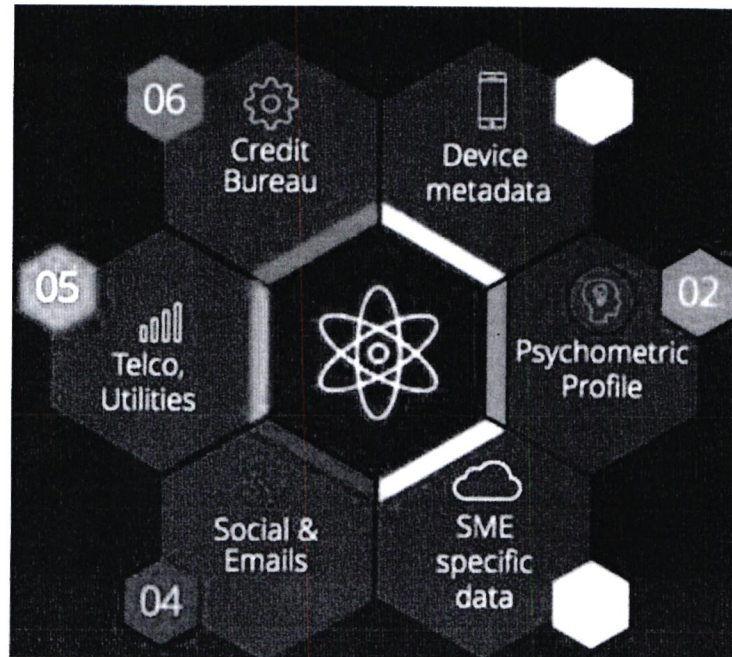 06
Credit
Bureau
Device
metadata
05
Telco,
Utilities
02
Psychometric
Profile
04
Social &
Emails
SME
specific
data